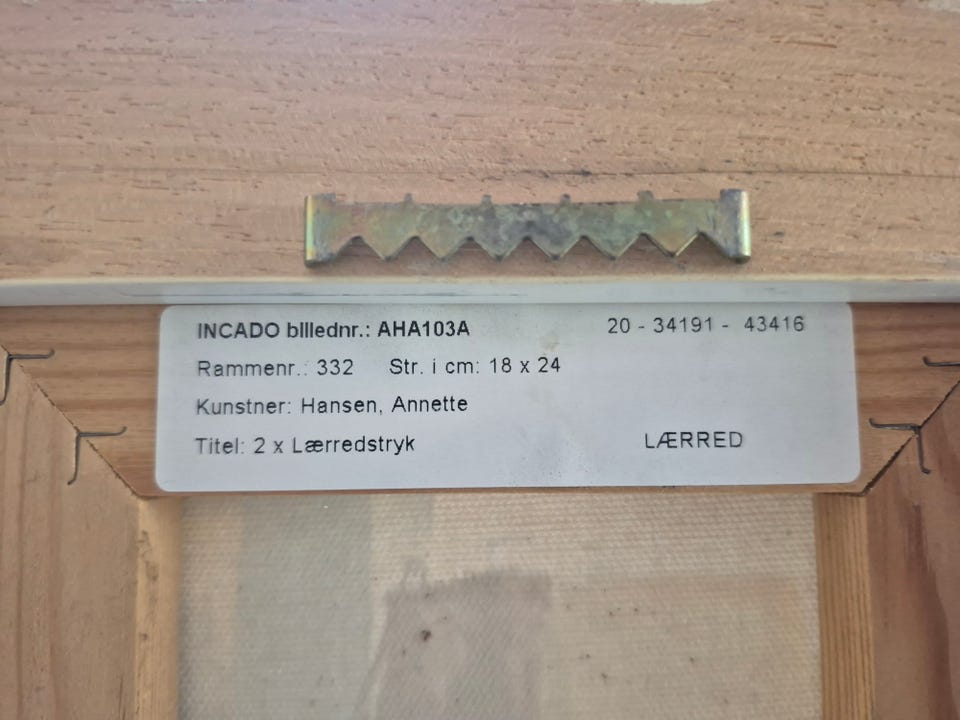 INCADO billednr.: AHA103A 20 - 34191 - 43416
Rammenr.: 332 Str. i cm: 18 x 24
Kunstner: Hansen, Annette
Titel: 2 x Lærredstryk LÆRRED